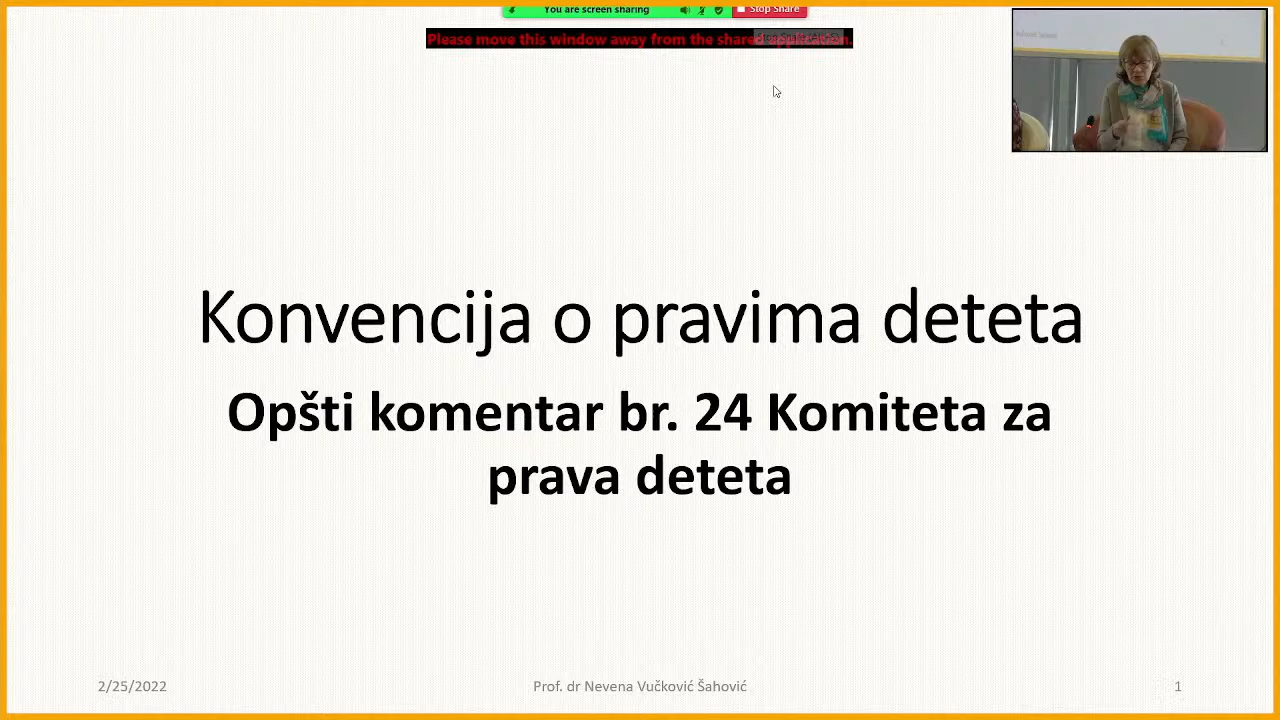 You are screen sharing
Stop Share
Please move this window away from the shared application.
Konvencija o pravima deteta
Opšti komentar br. 24 Komiteta za
prava deteta
2/25/2022
Prof. dr Nevena Vučković Šahović
1